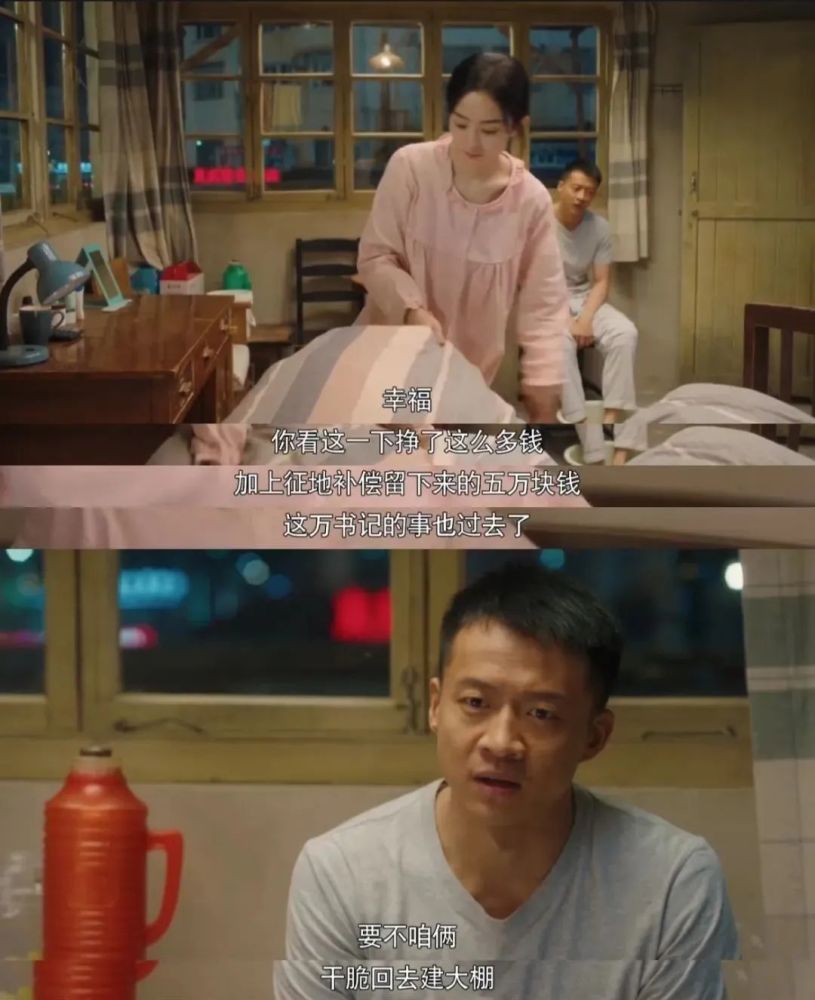 幸福
你看这一下挣了这么多钱
加上征地补偿留下来的五万块钱
这万书记的事也过去了
要不咱俩
干脆回去建大棚